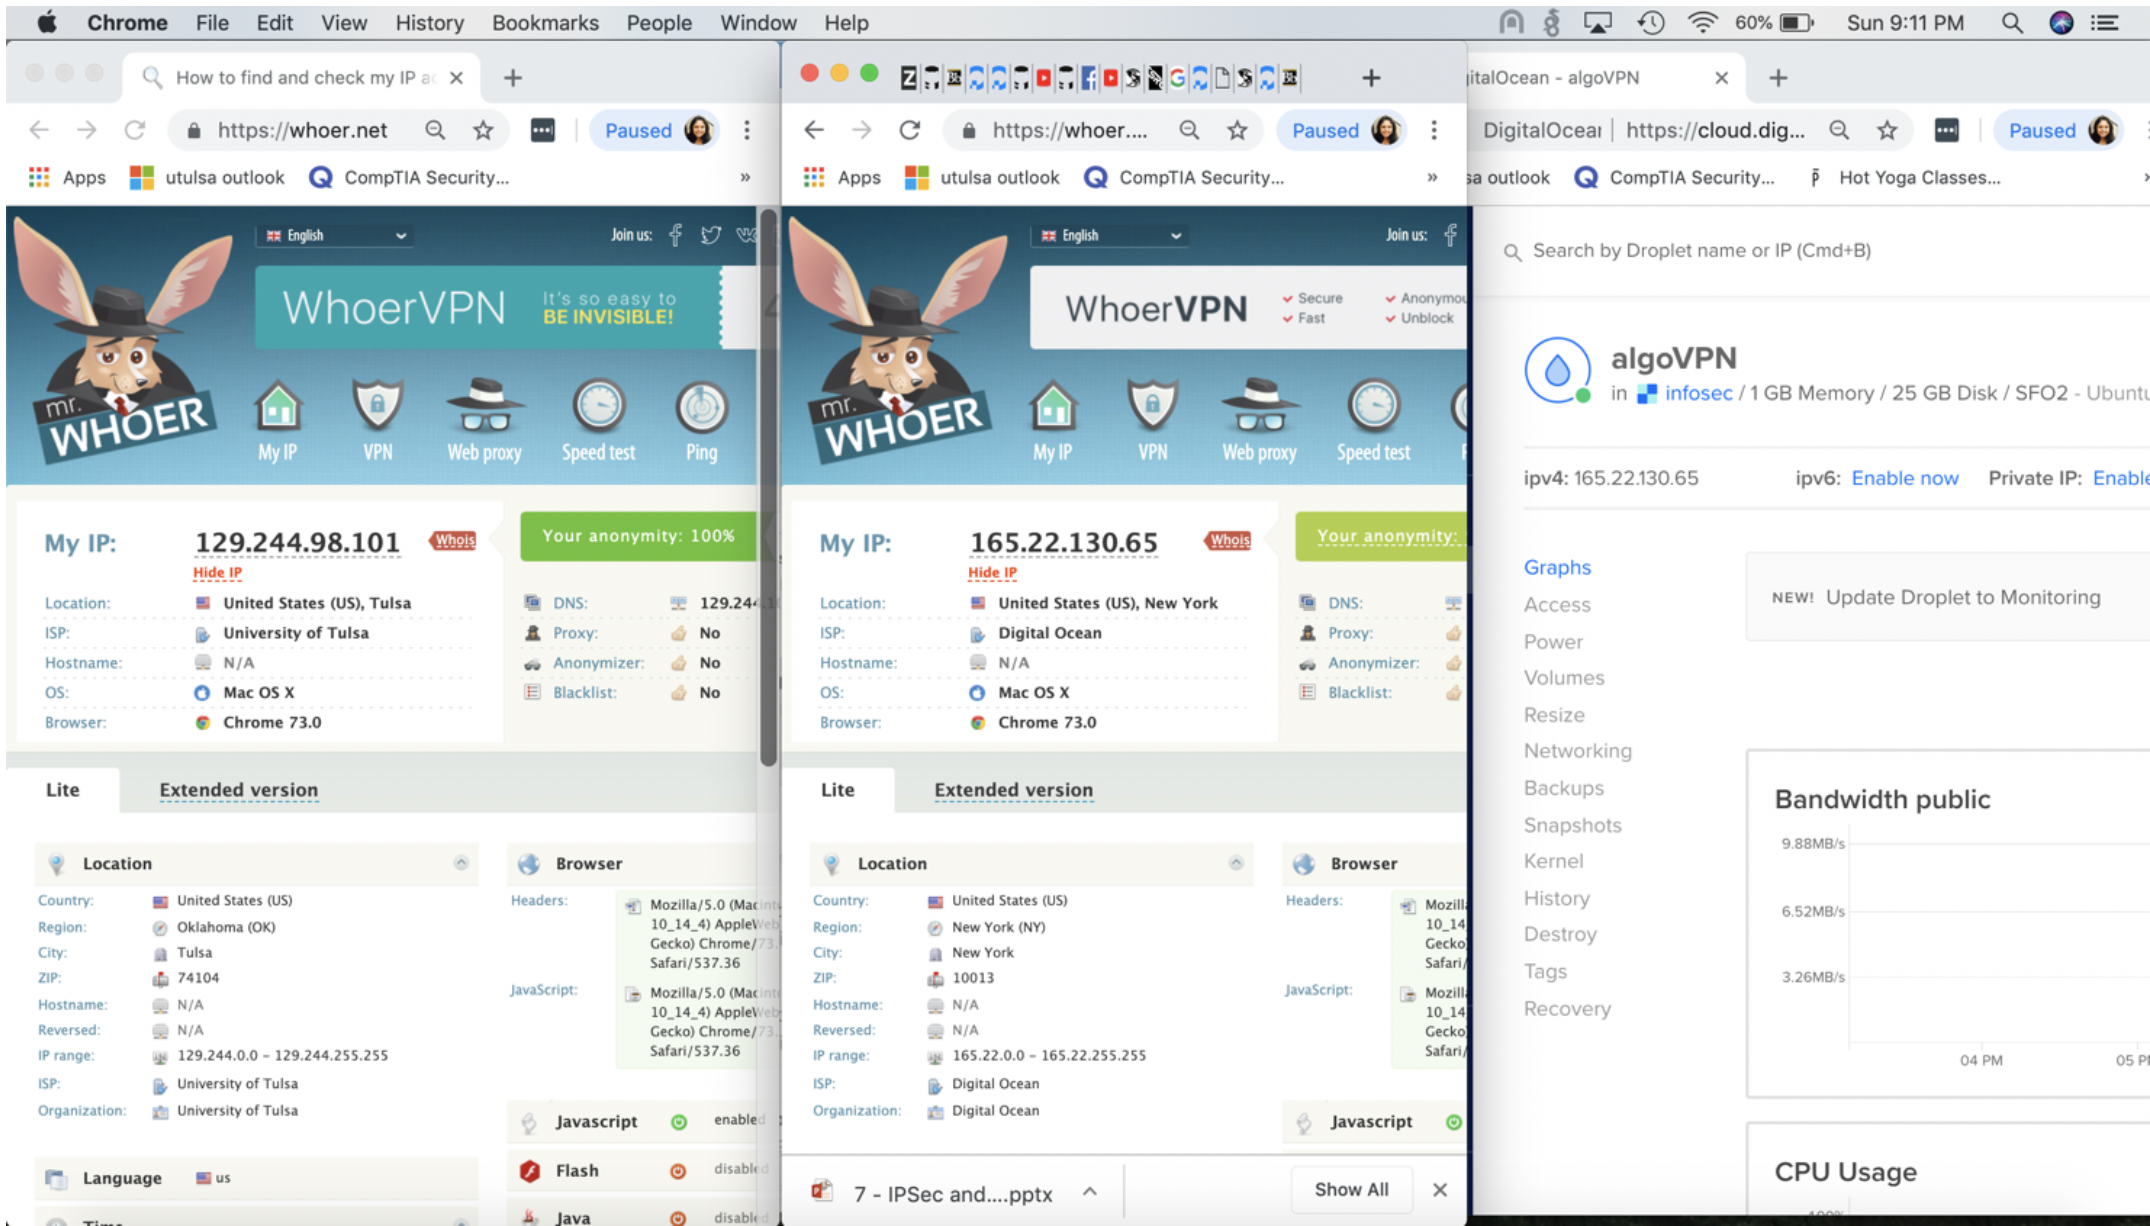 Chrome File Edit View History Bookmarks People Window Help 60% Sun 9:11 PM
How to find and check my IP ac
https://whoer.net Paused
Apps utulsa outlook CompTIA Security... »
English Join us:
WhoerVPN It's so easy to
BE INVISIBLE!
mr.
WHOER
My IP VPN Web proxy Speed test Ping
My IP: 129.244.98.101 Whois
Hide IP
Your anonymity: 100%
Location: United States (US), Tulsa
ISP: University of Tulsa
Hostname: N/A
OS: Mac OS X
Browser: Chrome 73.0
DNS: 129.244
Proxy: No
Anonymizer: No
Blacklist: No
Lite Extended version
Location
Country: United States (US)
Region: Oklahoma (OK)
City: Tulsa
ZIP: 74104
Hostname: N/A
Reversed: N/A
IP range: 129.244.0.0 – 129.244.255.255
ISP: University of Tulsa
Organization: University of Tulsa
Language us
Time
Browser
Headers: Mozilla/5.0 (Macint
10_14_4) AppleWeb
Gecko) Chrome/73.
Safari/537.36
JavaScript: Mozilla/5.0 (Macint
10_14_4) AppleWeb
Gecko) Chrome/73.
Safari/537.36
Javascript enabled
Flash disabled
Java disabled
https://whoer.... Paused
Apps utulsa outlook CompTIA Security... »
English Join us:
WhoerVPN
Secure Anonymou
Fast Unblock
mr.
WHOER
My IP VPN Web proxy Speed test
My IP: 165.22.130.65 Whois
Hide IP
Your anonymity:
Location: United States (US), New York
ISP: Digital Ocean
Hostname: N/A
OS: Mac OS X
Browser: Chrome 73.0
DNS:
Proxy:
Anonymizer:
Blacklist:
Lite Extended version
Location
Country: United States (US)
Region: New York (NY)
City: New York
ZIP: 10013
Hostname: N/A
Reversed: N/A
IP range: 165.22.0.0 – 165.22.255.255
ISP: Digital Ocean
Organization: Digital Ocean
Browser
Headers: Mozill
10_14
Gecko
Safari/
JavaScript: Mozill
10_14
Gecko
Safari/
Javascript
7 - IPSec and....pptx Show All
gitalOcean - algoVPN
DigitalOcean | https://cloud.dig... Paused
sa outlook CompTIA Security... Hot Yoga Classes...
Search by Droplet name or IP (Cmd+B)
algoVPN
in infosec / 1 GB Memory / 25 GB Disk / SFO2 - Ubuntu
ipv4: 165.22.130.65 ipv6: Enable now Private IP: Enable
Graphs
Access
Power
Volumes
Resize
Networking
Backups
Snapshots
Kernel
History
Destroy
Tags
Recovery
NEW! Update Droplet to Monitoring
Bandwidth public
9.88MB/s
6.52MB/s
3.26MB/s
04 PM 05 PM
CPU Usage
100%